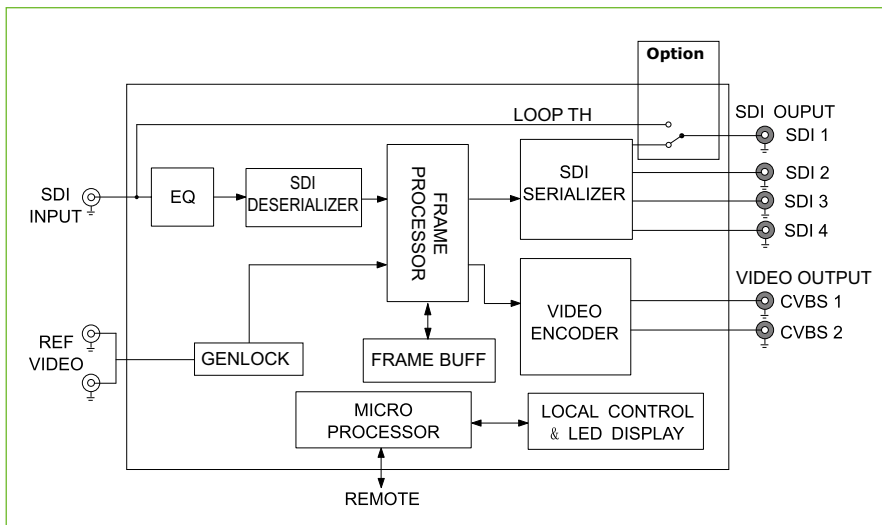 Option
LOOP TH
SDI OUPUT
SDI 1
SDI 2
SDI 3
SDI 4
SDI
INPUT
EQ
SDI
DESERIALIZER
FRAME
PROCESSOR
SDI
SERIALIZER
VIDEO OUTPUT
CVBS 1
CVBS 2
VIDEO
ENCODER
REF
VIDEO
GENLOCK
FRAME BUFF
MICRO
PROCESSOR
LOCAL CONTROL
& LED DISPLAY
REMOTE